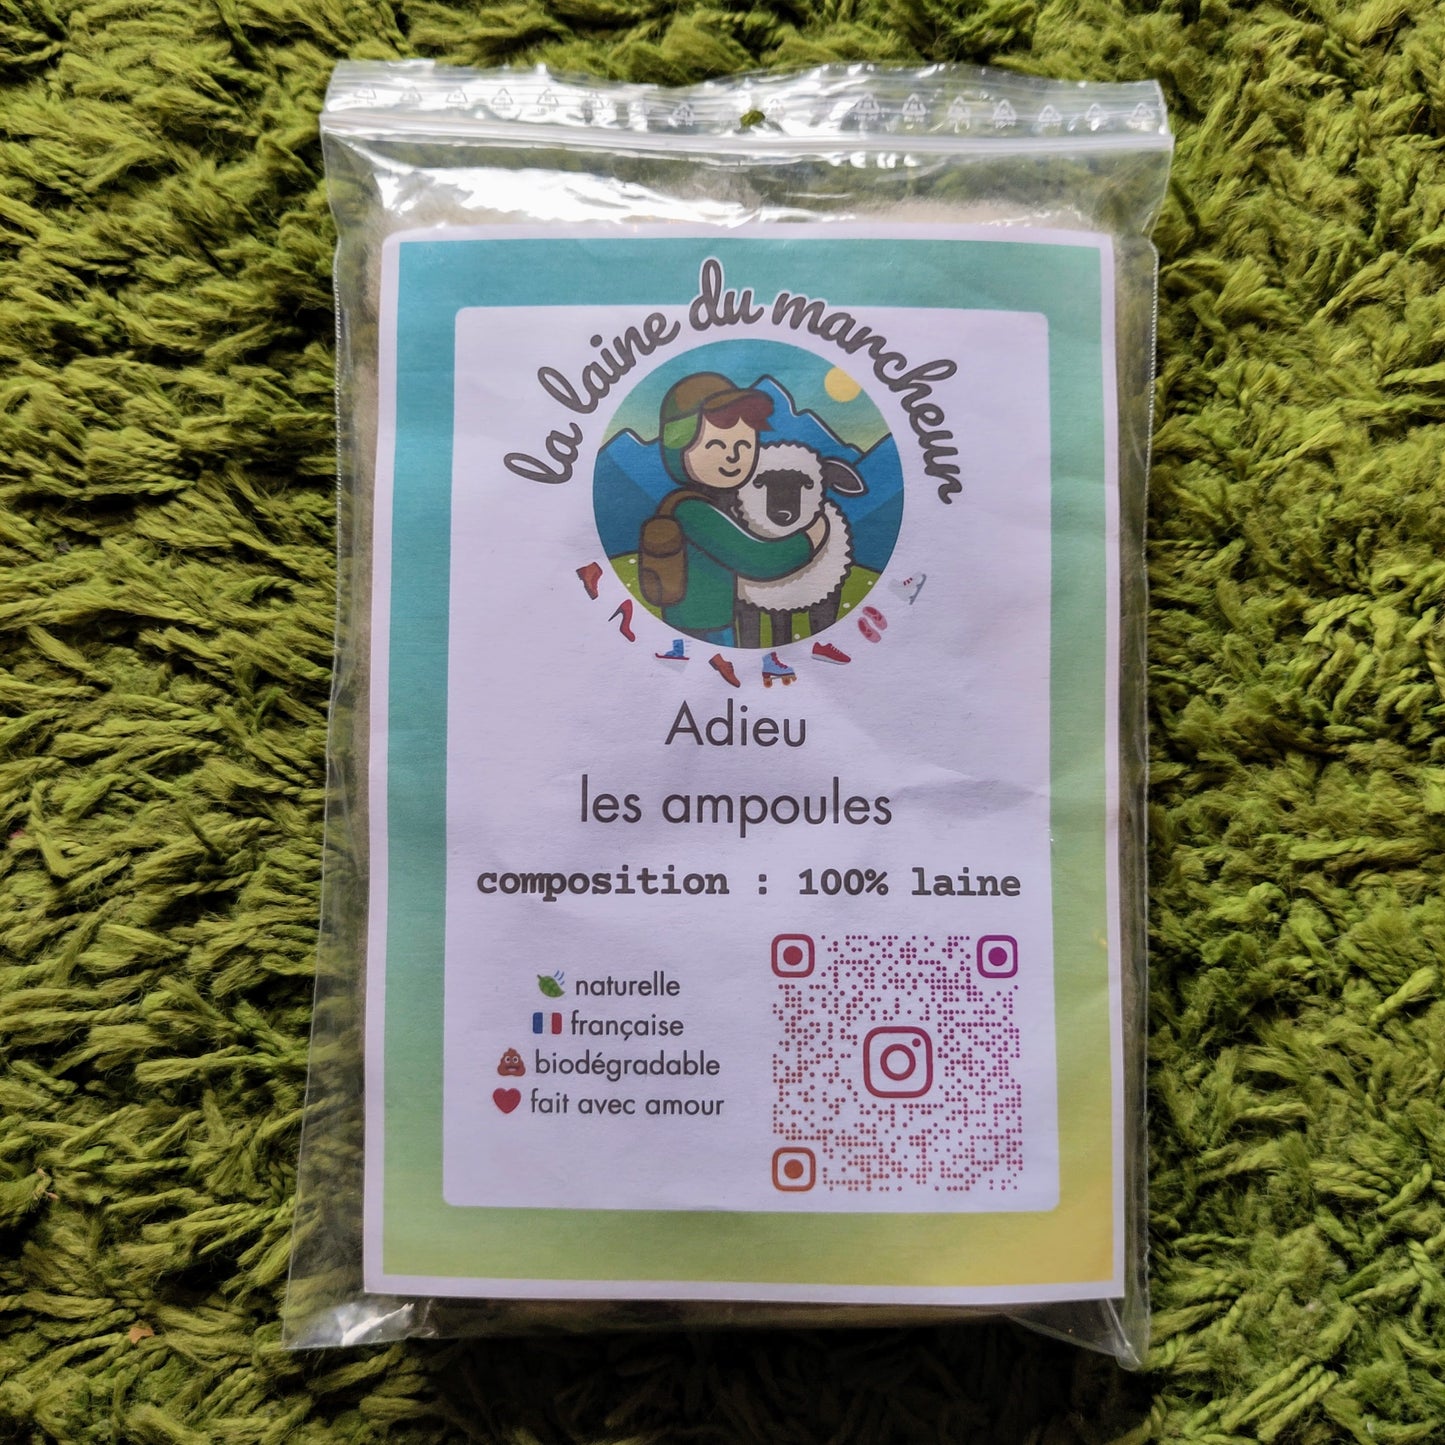 la laine du marcheur
Adieu
les ampoules
composition : 100% laine
naturelle
française
biodégradable
fait avec amour